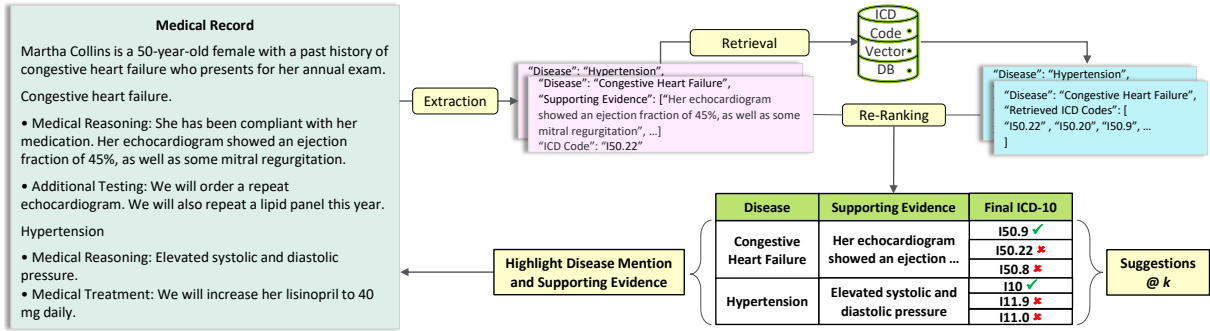 Medical Record
Martha Collins is a 50-year-old female with a past history of
congestive heart failure who presents for her annual exam.
Congestive heart failure.
• Medical Reasoning: She has been compliant with her
medication. Her echocardiogram showed an ejection
fraction of 45%, as well as some mitral regurgitation.
• Additional Testing: We will order a repeat
echocardiogram. We will also repeat a lipid panel this year.
Hypertension
• Medical Reasoning: Elevated systolic and diastolic
pressure.
• Medical Treatment: We will increase her lisinopril to 40
mg daily.
Extraction
Retrieval
"Disease": "Hypertension",
"Disease": "Congestive Heart Failure",
"Supporting Evidence": ["Her echocardiogram
showed an ejection fraction of 45%, as well as some
mitral regurgitation", …]
"ICD Code": "I50.22"
ICD
Code
Vector
DB
"Disease": "Hypertension",
"Disease": "Congestive Heart Failure",
"Retrieved ICD Codes": [
"I50.22" , "I50.20", "I50.9", …
]
Re-Ranking
Highlight Disease Mention
and Supporting Evidence
Disease Supporting Evidence Final ICD-10
Congestive
Heart Failure
Her echocardiogram
showed an ejection …
I50.9 ✓
I50.22 ✖
I50.8 ✖
Hypertension
Elevated systolic and
diastolic pressure
I10 ✓
I11.9 ✖
I11.0 ✖
Suggestions
@ k